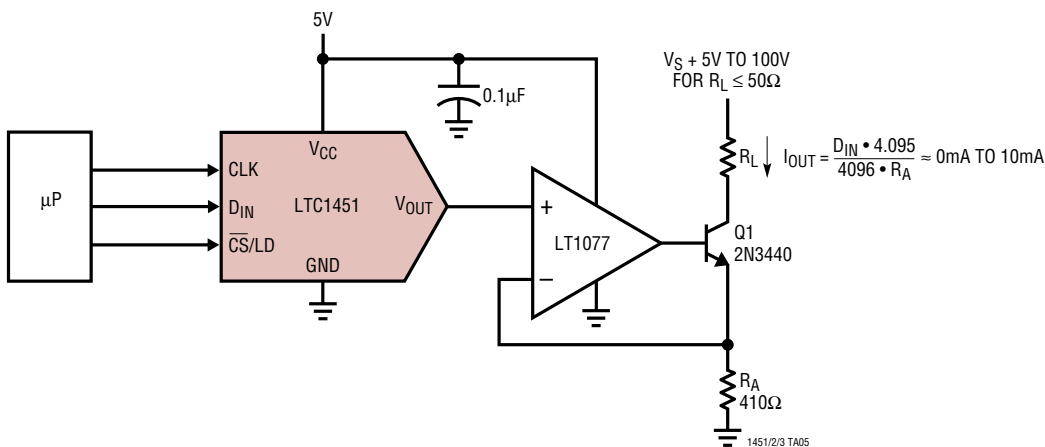 5V
0.1µF
V_S + 5V TO 100V
FOR R_L ≤ 50Ω
R_L
I_OUT = D_IN • 4.095 / 4096 • R_A ≈ 0mA TO 10mA
µP
CLK
D_IN
C̅S̅/LD
V_CC
LTC1451
GND
V_OUT
+
LT1077
−
Q1
2N3440
R_A
410Ω
1451/2/3 TA05